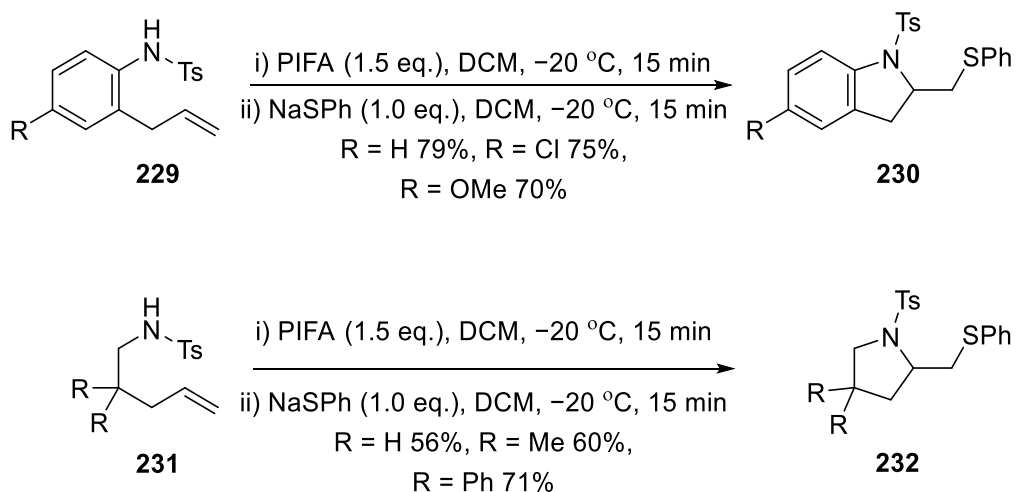 H
N
Ts
R
229
i) PIFA (1.5 eq.), DCM, −20 °C, 15 min
ii) NaSPh (1.0 eq.), DCM, −20 °C, 15 min
R = H 79%, R = Cl 75%,
R = OMe 70%
Ts
N
SPh
R
230
H
N
Ts
R
R
231
i) PIFA (1.5 eq.), DCM, −20 °C, 15 min
ii) NaSPh (1.0 eq.), DCM, −20 °C, 15 min
R = H 56%, R = Me 60%,
R = Ph 71%
Ts
N
SPh
R
R
232